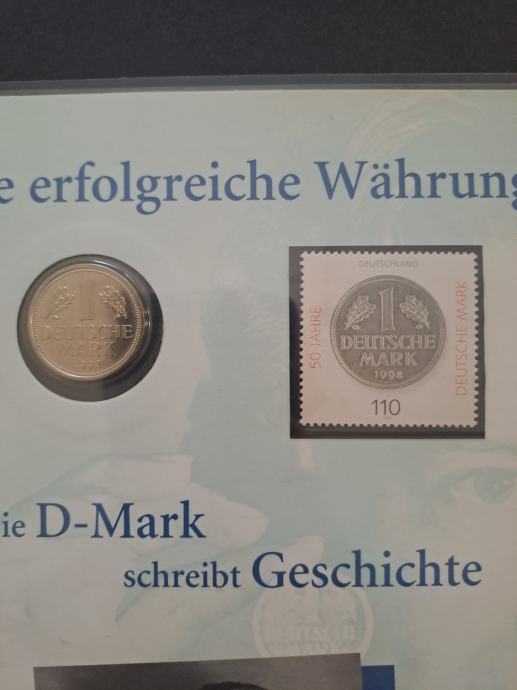 e erfolgreiche Währung
1
DEUTSCHE
MARK
DEUTSCHLAND
50 JAHRE
1
DEUTSCHE
MARK
1998
110
DEUTSCHE MARK
ie D-Mark
schreibt Geschichte